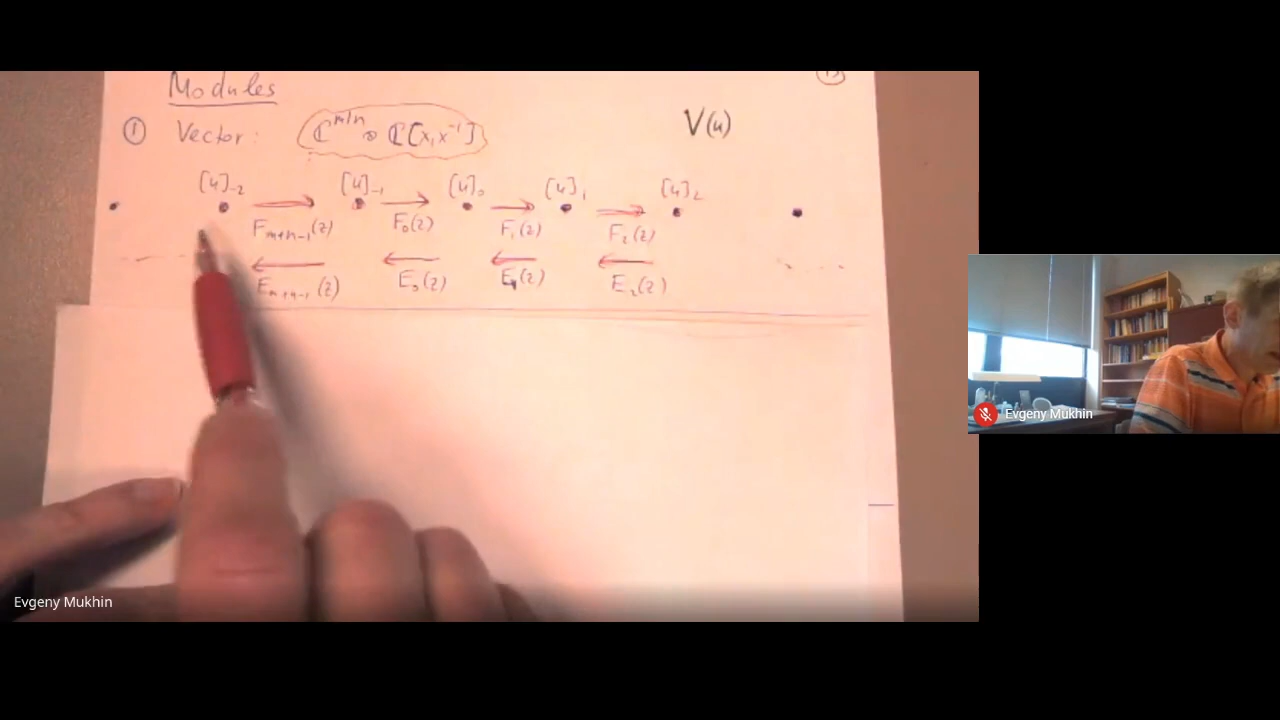 Modules
① Vector: ℂ^{m|n} ⊗ ℂ[x, x⁻¹] V(u)
[u]₋₂ [u]₋₁ [u]₀ [u]₁ [u]₂
F_{m+n-1}(z) F₀(z) F₁(z) F₂(z)
E_{m+n-1}(z) E₀(z) E₁(z) E₂(z)
Evgeny Mukhin
Evgeny Mukhin